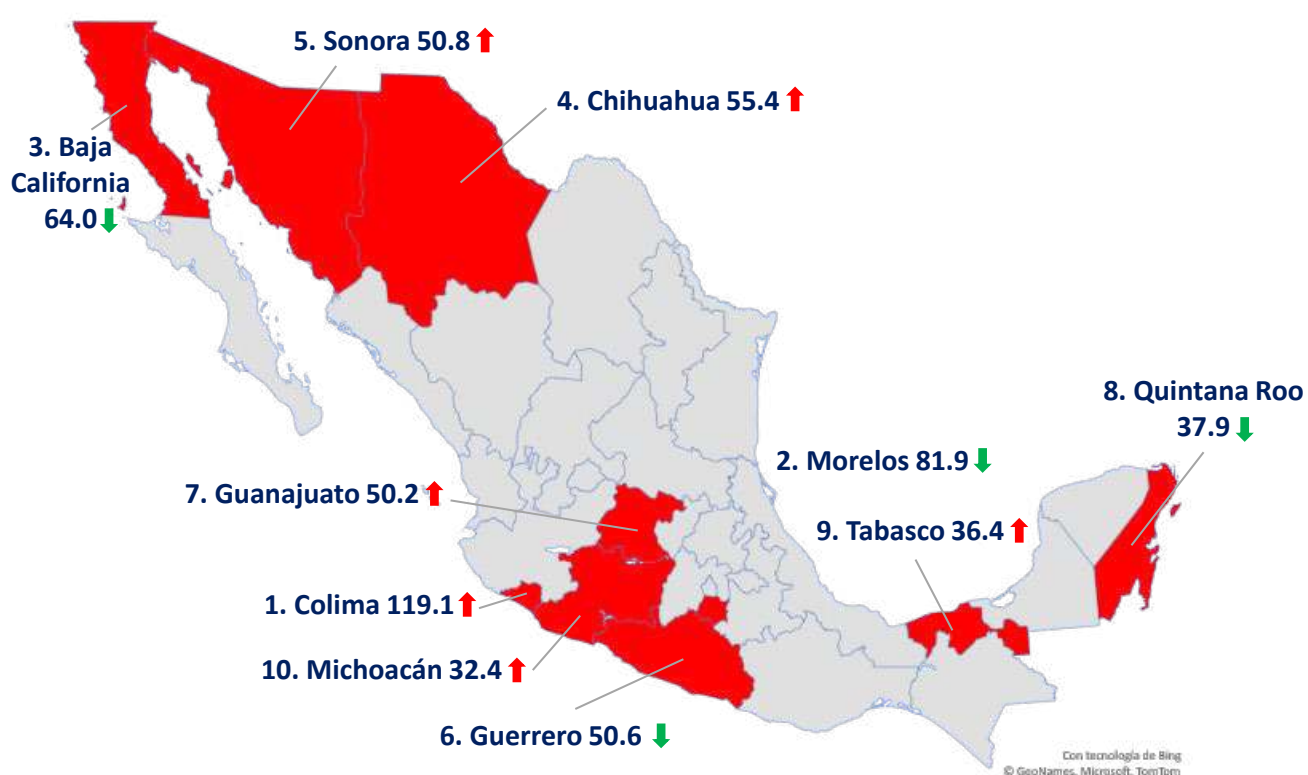 5. Sonora 50.8
4. Chihuahua 55.4
3. Baja
California
64.0
8. Quintana Roo
37.9
2. Morelos 81.9
7. Guanajuato 50.2
9. Tabasco 36.4
1. Colima 119.1
10. Michoacán 32.4
6. Guerrero 50.6
Con tecnología de Bing
© GeoNames, Microsoft, TomTom